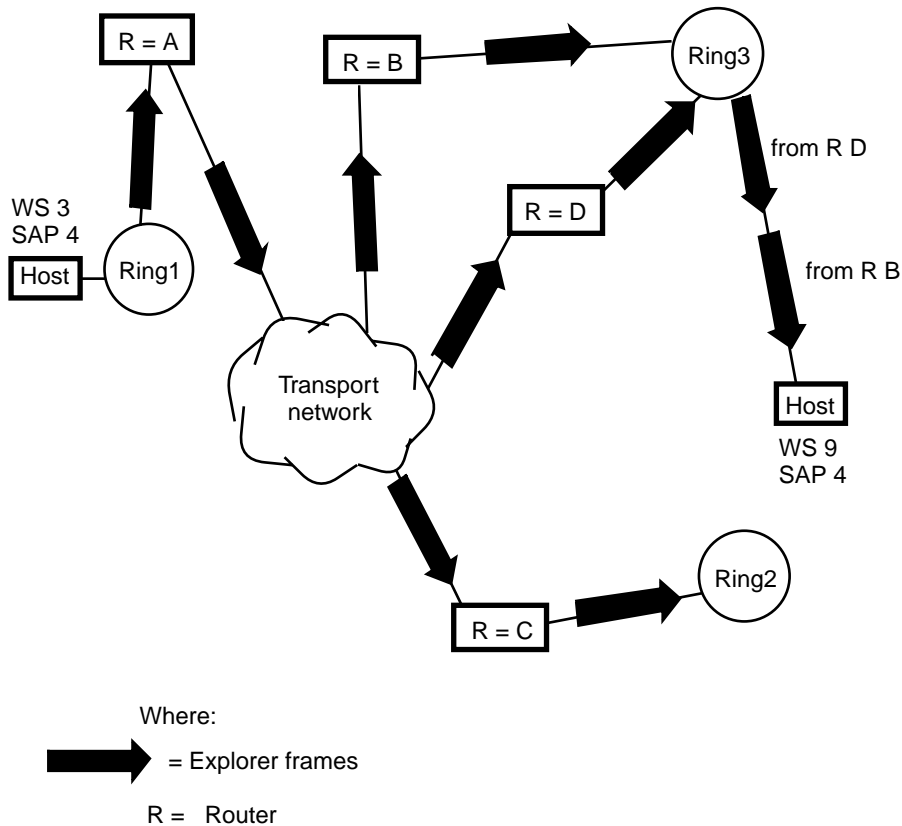 R = A
R = B
Ring3
from R D
R = D
WS 3
SAP 4
Host
Ring1
from R B
Transport
network
Host
WS 9
SAP 4
Ring2
R = C
Where:
= Explorer frames
R = Router